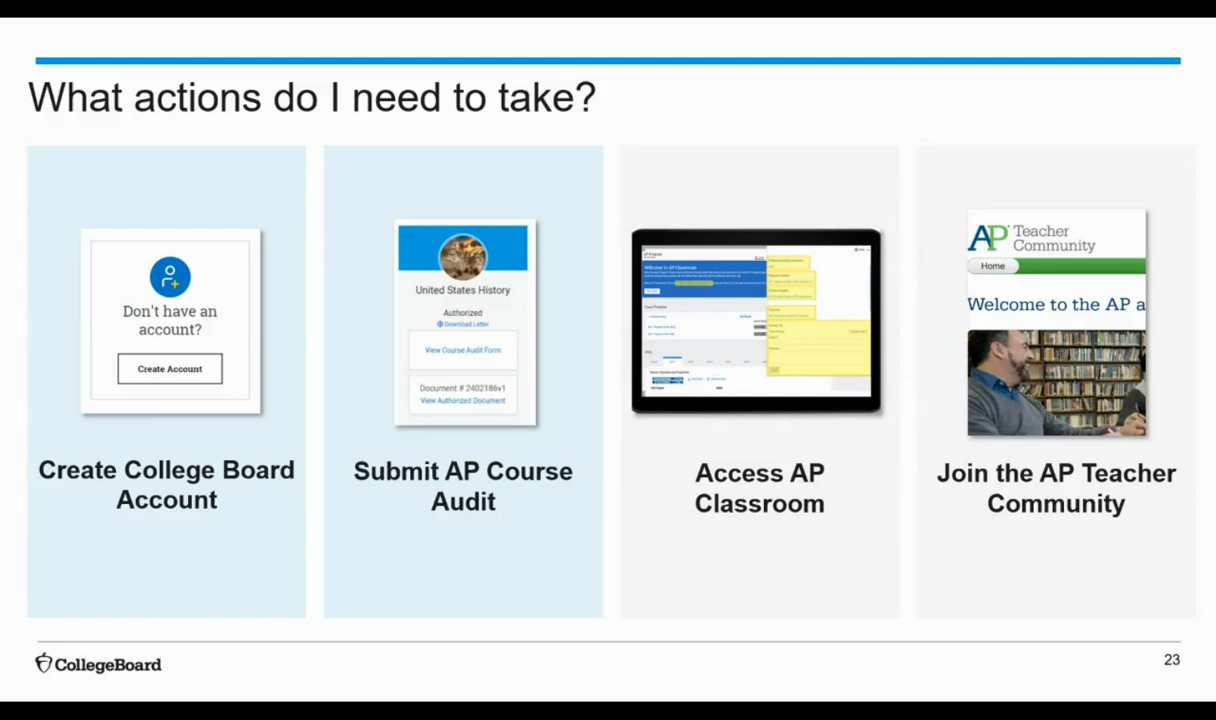 What actions do I need to take?
Don't have an
account?
Create Account
Create College Board
Account
United States History
Authorized
Download Letter
View Course Audit Form
Document # 2402186v1
View Authorized Document
Submit AP Course
Audit
Welcome to AP Classroom
Access AP
Classroom
AP Teacher
Community
Home
Welcome to the AP a
Join the AP Teacher
Community
CollegeBoard
23